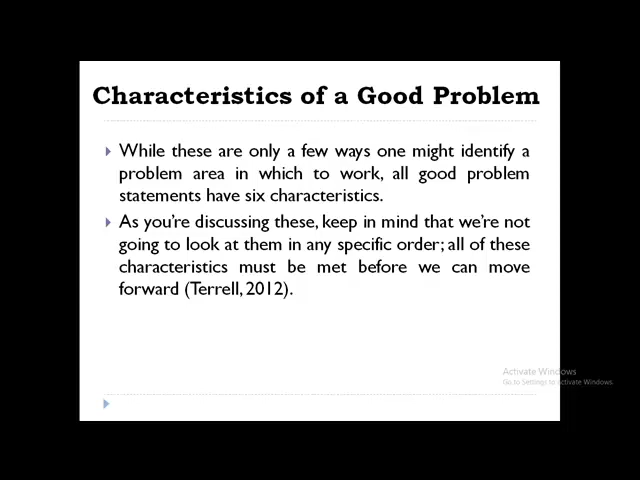 Characteristics of a Good Problem
While these are only a few ways one might identify a
problem area in which to work, all good problem
statements have six characteristics.
As you're discussing these, keep in mind that we're not
going to look at them in any specific order; all of these
characteristics must be met before we can move
forward (Terrell, 2012).
Activate Windows
Go to Settings to activate Windows.